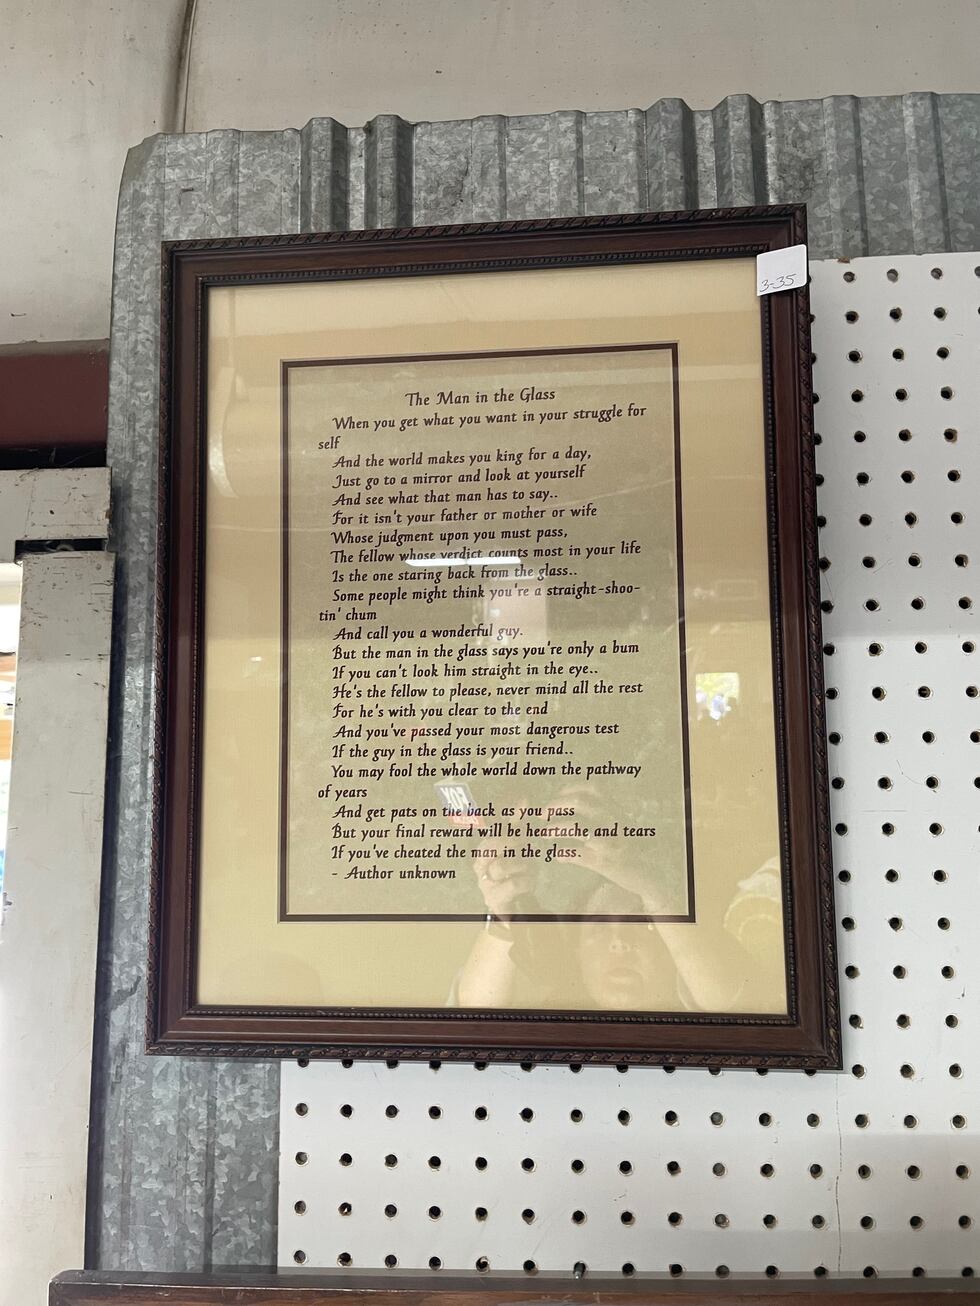 3-35
The Man in the Glass
When you get what you want in your struggle for
self
And the world makes you king for a day,
Just go to a mirror and look at yourself
And see what that man has to say..
For it isn't your father or mother or wife
Whose judgment upon you must pass,
The fellow whose verdict counts most in your life
Is the one staring back from the glass..
Some people might think you're a straight-shoo-
tin' chum
And call you a wonderful guy.
But the man in the glass says you're only a bum
If you can't look him straight in the eye..
He's the fellow to please, never mind all the rest
For he's with you clear to the end
And you've passed your most dangerous test
If the guy in the glass is your friend..
You may fool the whole world down the pathway
of years
And get pats on the back as you pass
But your final reward will be heartache and tears
If you've cheated the man in the glass.
- Author unknown